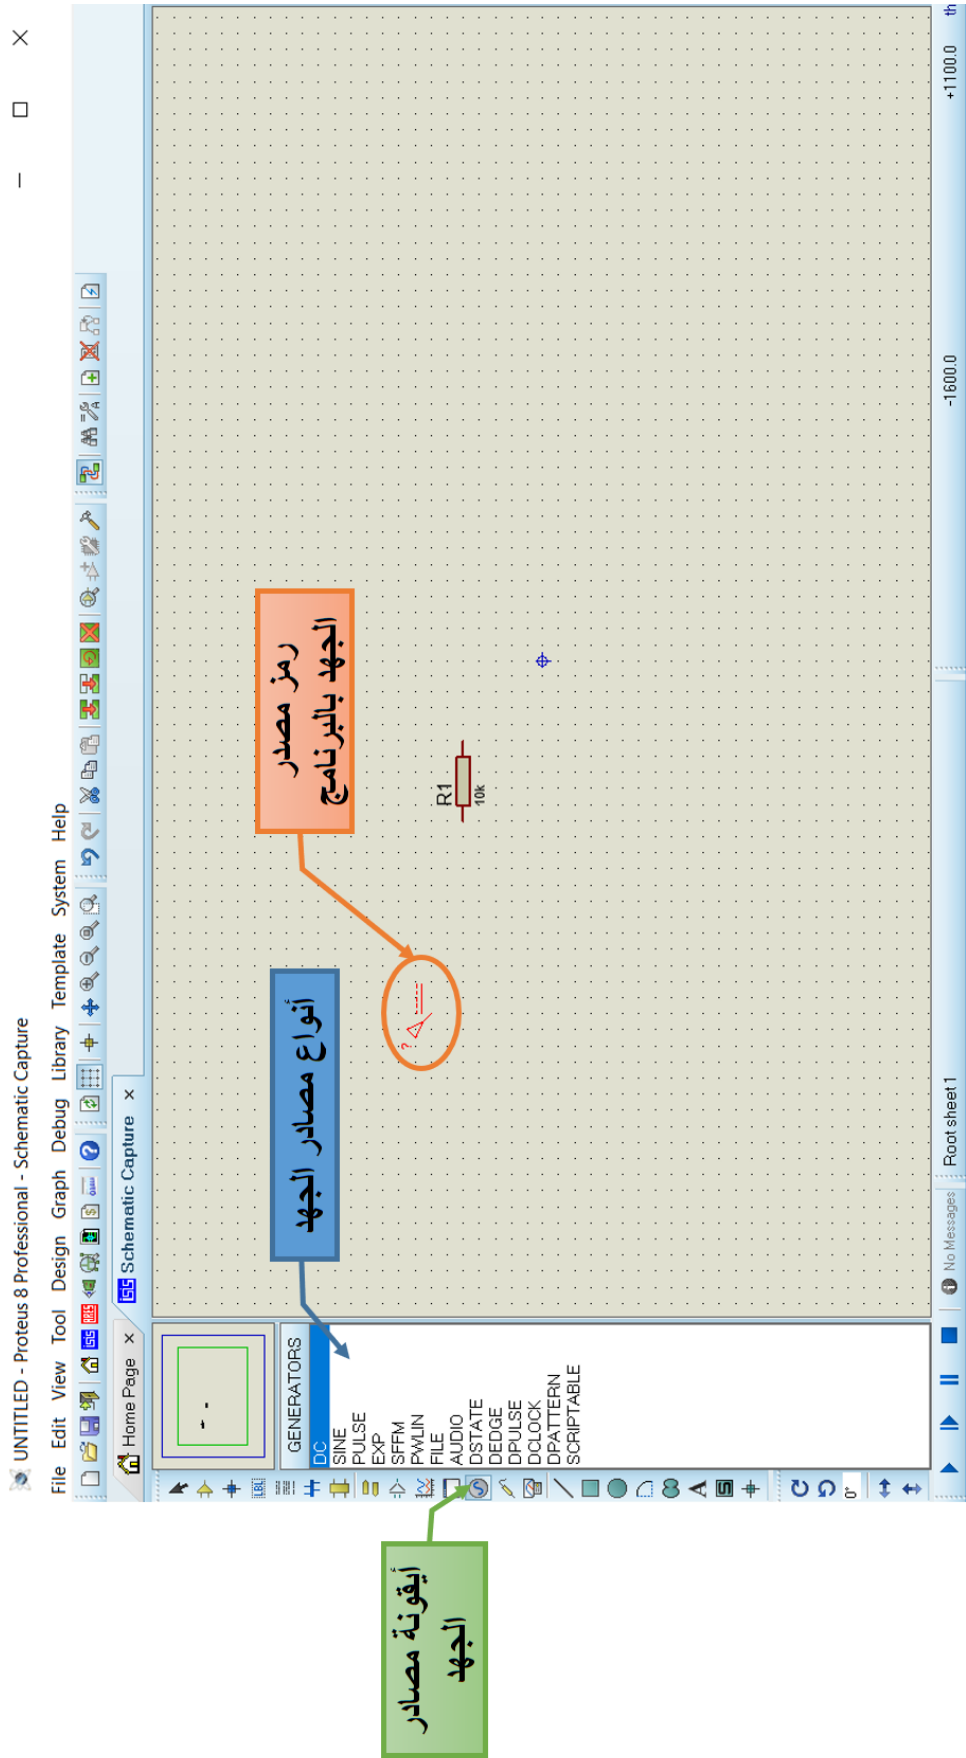 UNTITLED - Proteus 8 Professional - Schematic Capture
File Edit View Tool Design Graph Debug Library Template System Help
Home Page
Schematic Capture
GENERATORS
DC
SINE
PULSE
EXP
SFFM
PWLIN
FILE
AUDIO
DSTATE
DEDGE
DPULSE
DCLOCK
DPATTERN
SCRIPTABLE
أيقونة مصادر
الجهد
أنواع مصادر الجهد
رمز مصدر
الجهد بالبرنامج
?
R1
10k
LBL
A
0°
No Messages
Root sheet 1
-1600.0
+1100.0
th